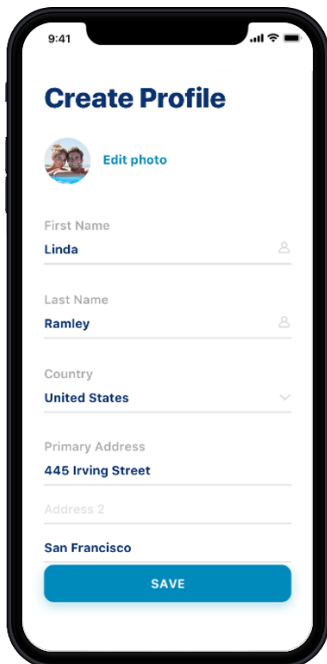 9:41
Create Profile
Edit photo
First Name
Linda
Last Name
Ramley
Country
United States
Primary Address
445 Irving Street
Address 2
San Francisco
SAVE